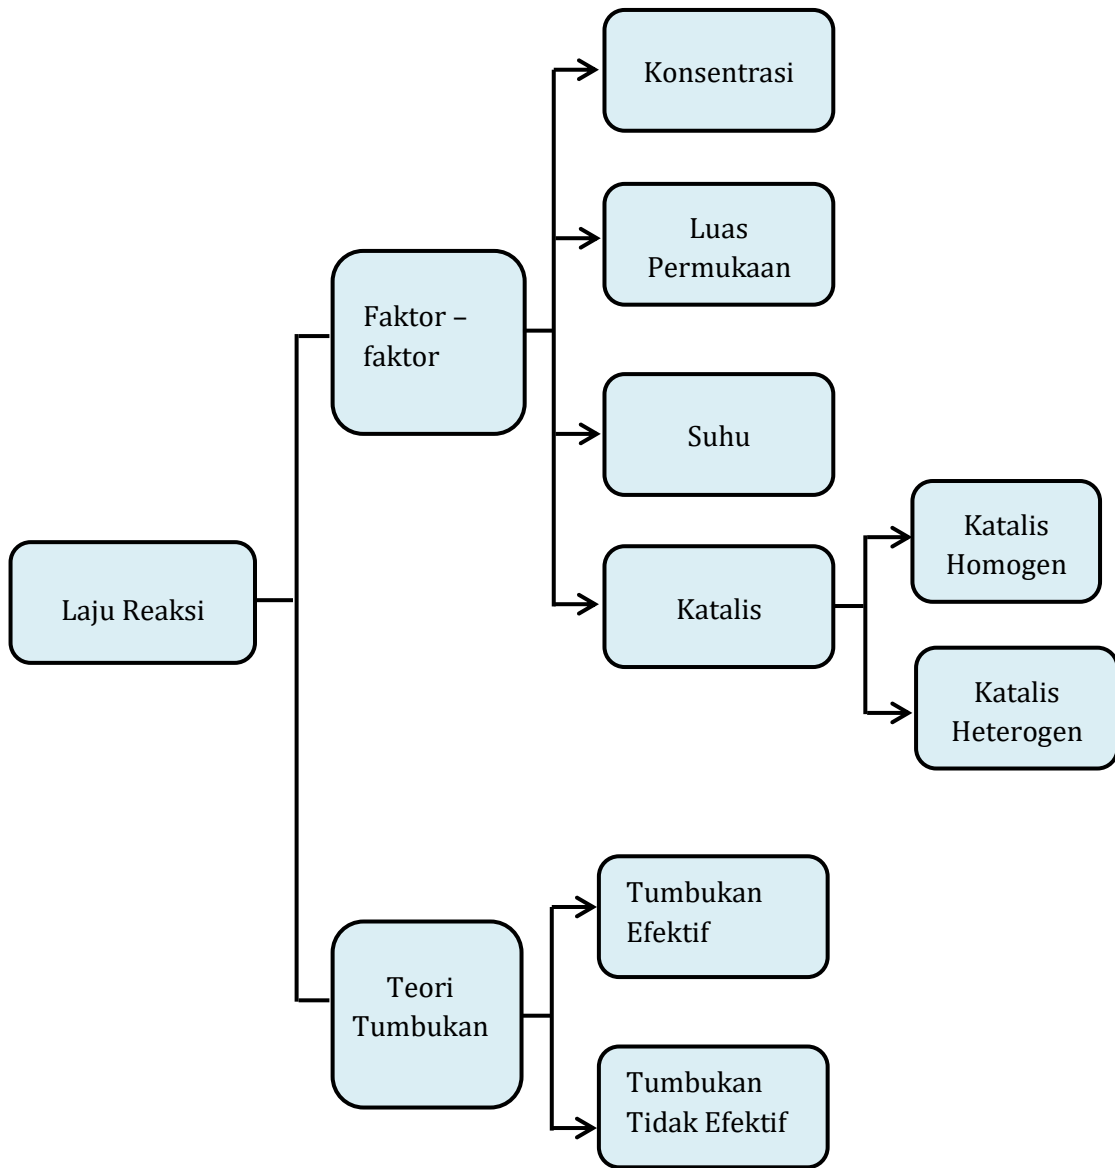 Konsentrasi
Luas
Permukaan
Faktor –
faktor
Suhu
Katalis
Homogen
Laju Reaksi
Katalis
Katalis
Heterogen
Tumbukan
Efektif
Teori
Tumbukan
Tumbukan
Tidak Efektif